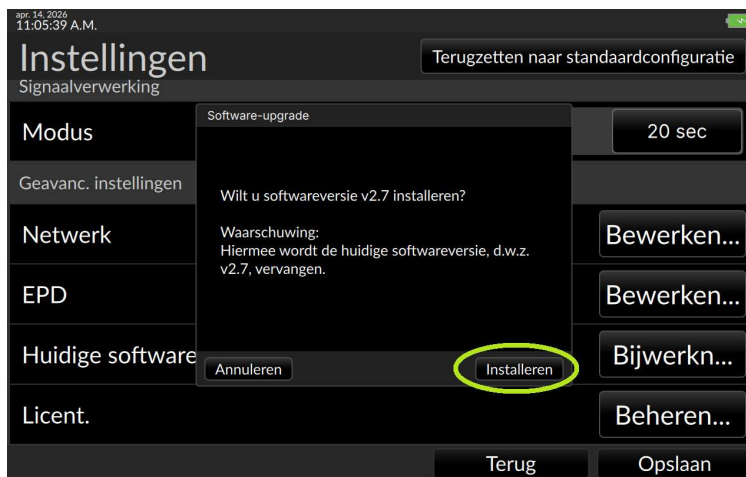 apr. 14, 2026
11:05:39 A.M.
Instellingen
Terugzetten naar standaardconfiguratie
Signaalverwerking
Modus
20 sec
Software-upgrade
Wilt u softwareversie v2.7 installeren?
Waarschuwing:
Hiermee wordt de huidige softwareversie, d.w.z.
v2.7, vervangen.
Annuleren
Installeren
Geavanc. instellingen
Netwerk
Bewerken...
EPD
Bewerken...
Huidige software
Bijwerkn...
Licent.
Beheren...
Terug
Opslaan